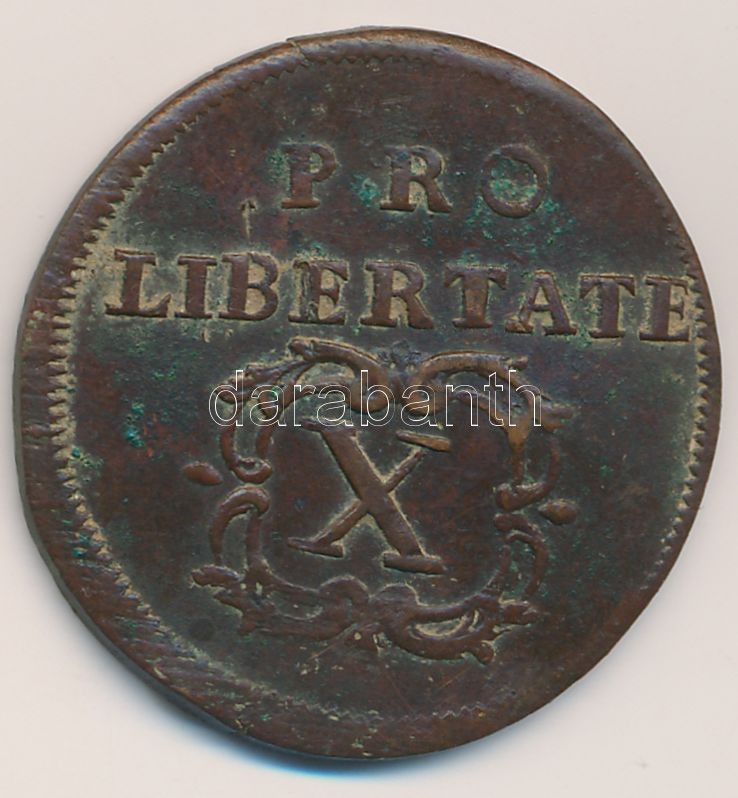 PRO
LIBERTATE
darabanth
X